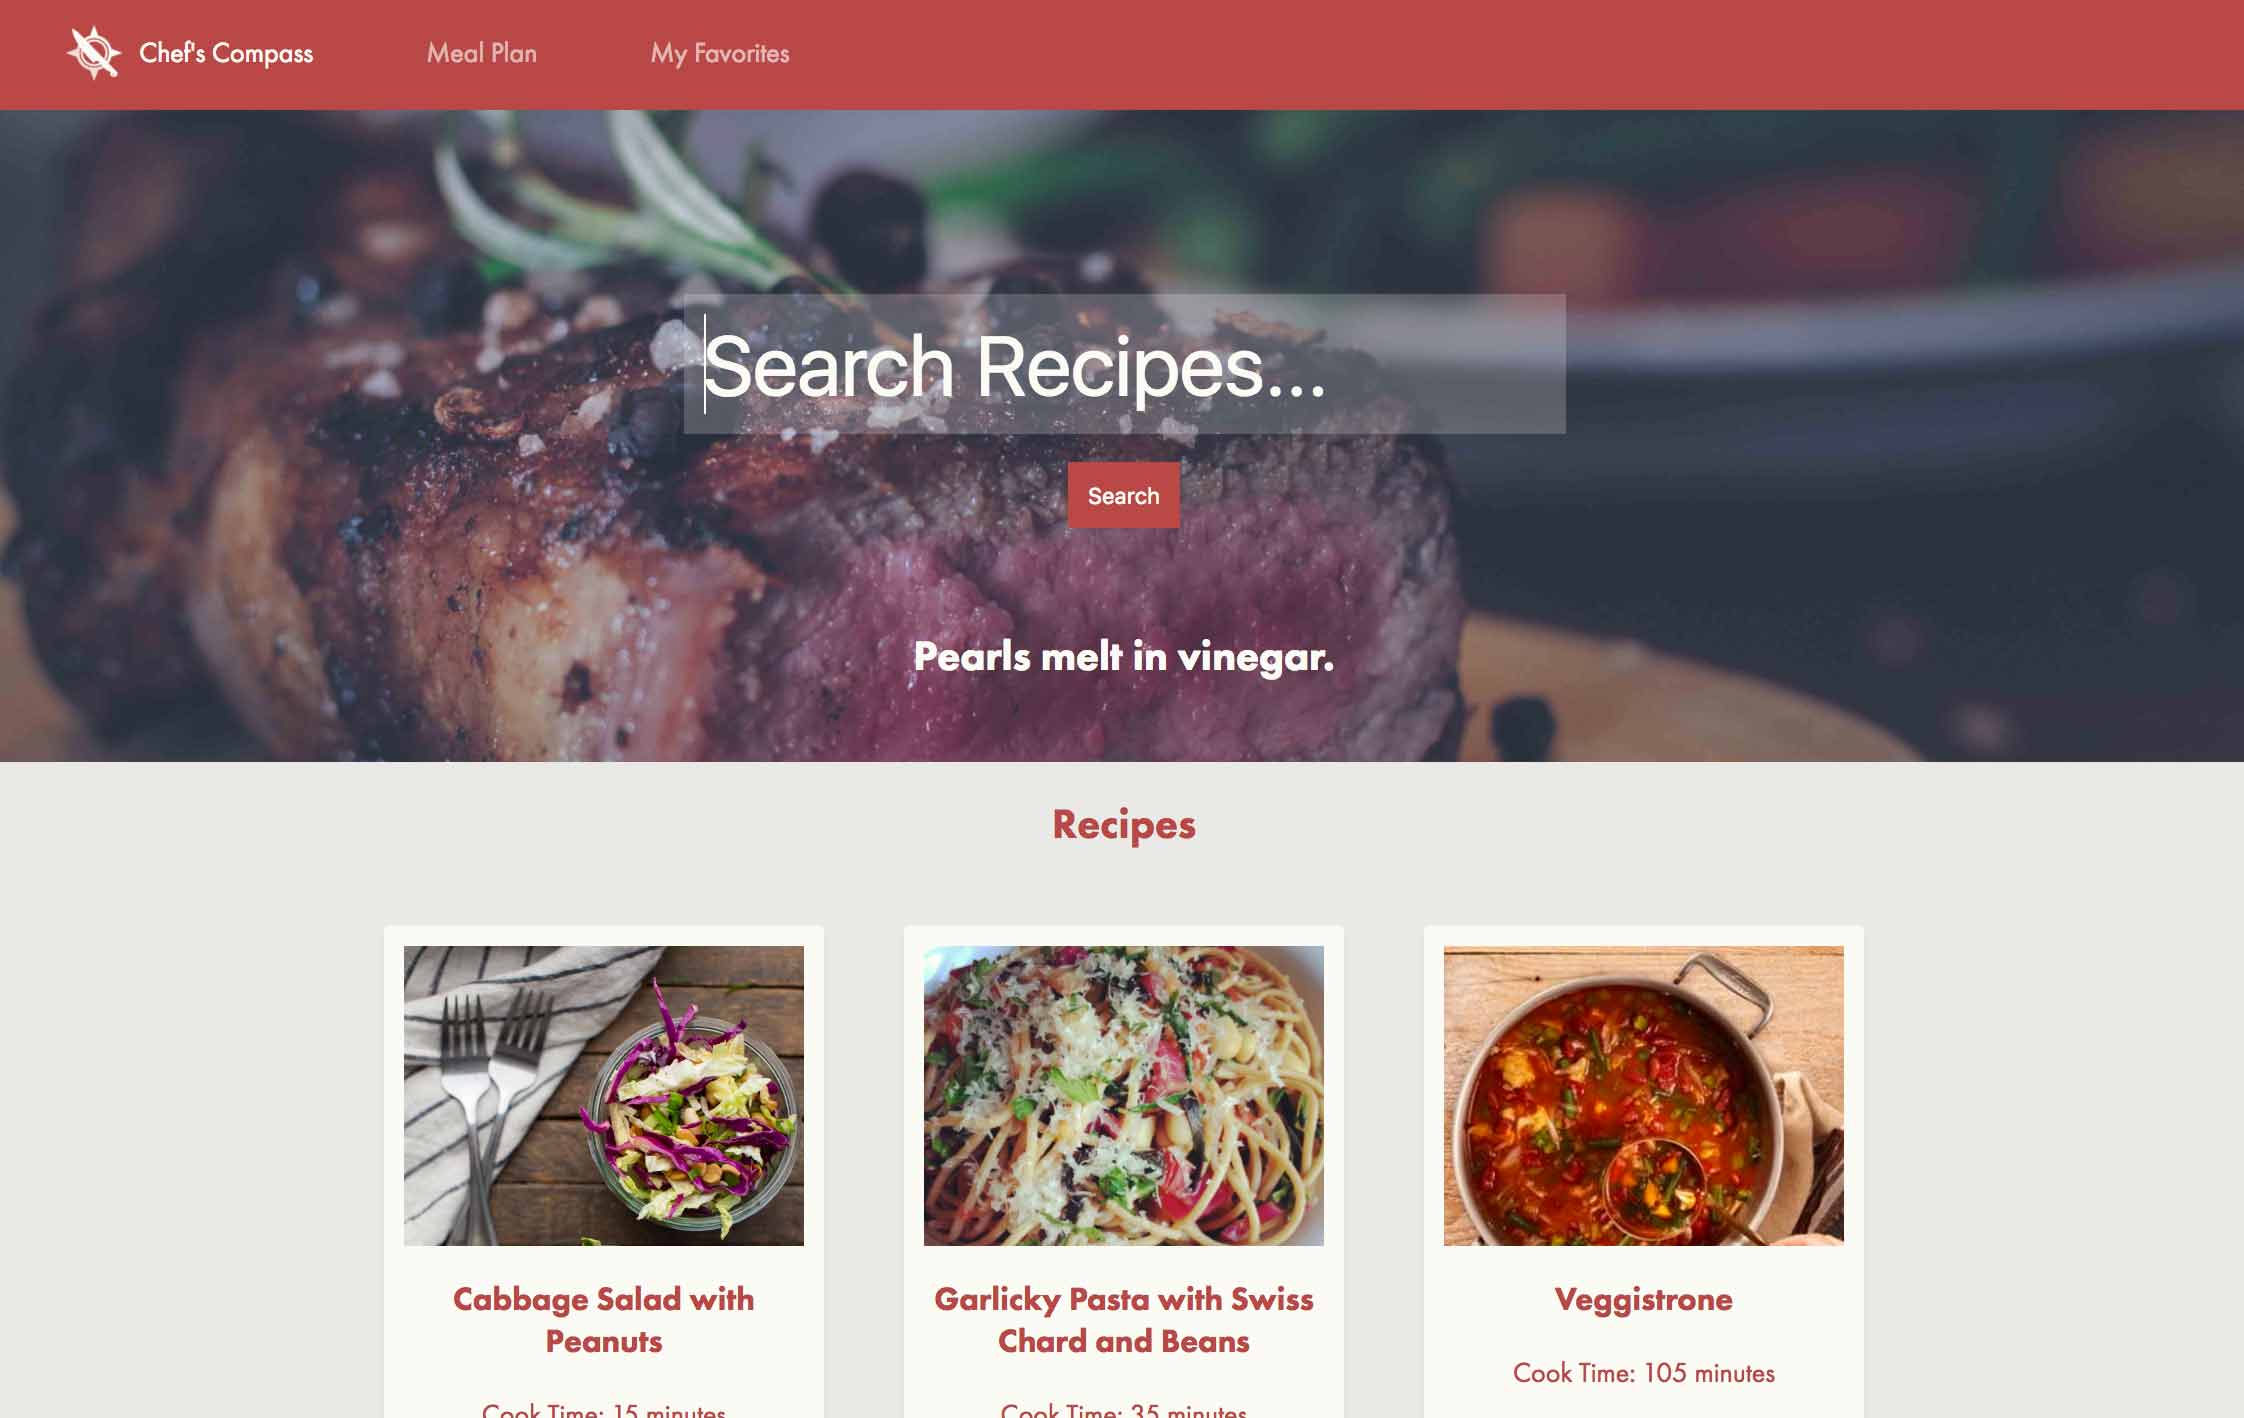 Chef's Compass
Meal Plan
My Favorites
Search Recipes...
Search
Pearls melt in vinegar.
Recipes
Cabbage Salad with
Peanuts
Cook Time: 15 minutes
Garlicky Pasta with Swiss
Chard and Beans
Cook Time: 35 minutes
Veggistrone
Cook Time: 105 minutes